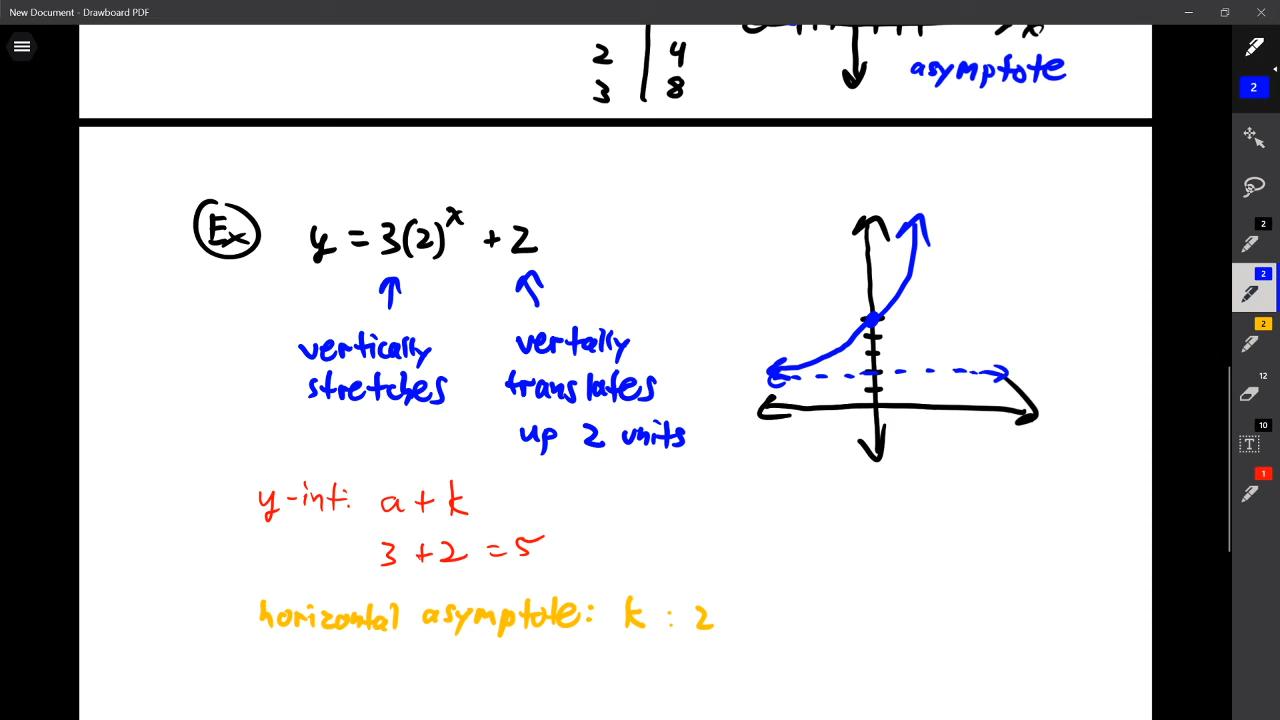 New Document - Drawboard PDF
2 4
3 8
x
asymptote
Ex y = 3(2)^x + 2
vertically
stretches
vertally
translates
up 2 units
y-int: a + k
3 + 2 = 5
horizontal asymptote: k : 2
2
2
2
2
12
10
T
1